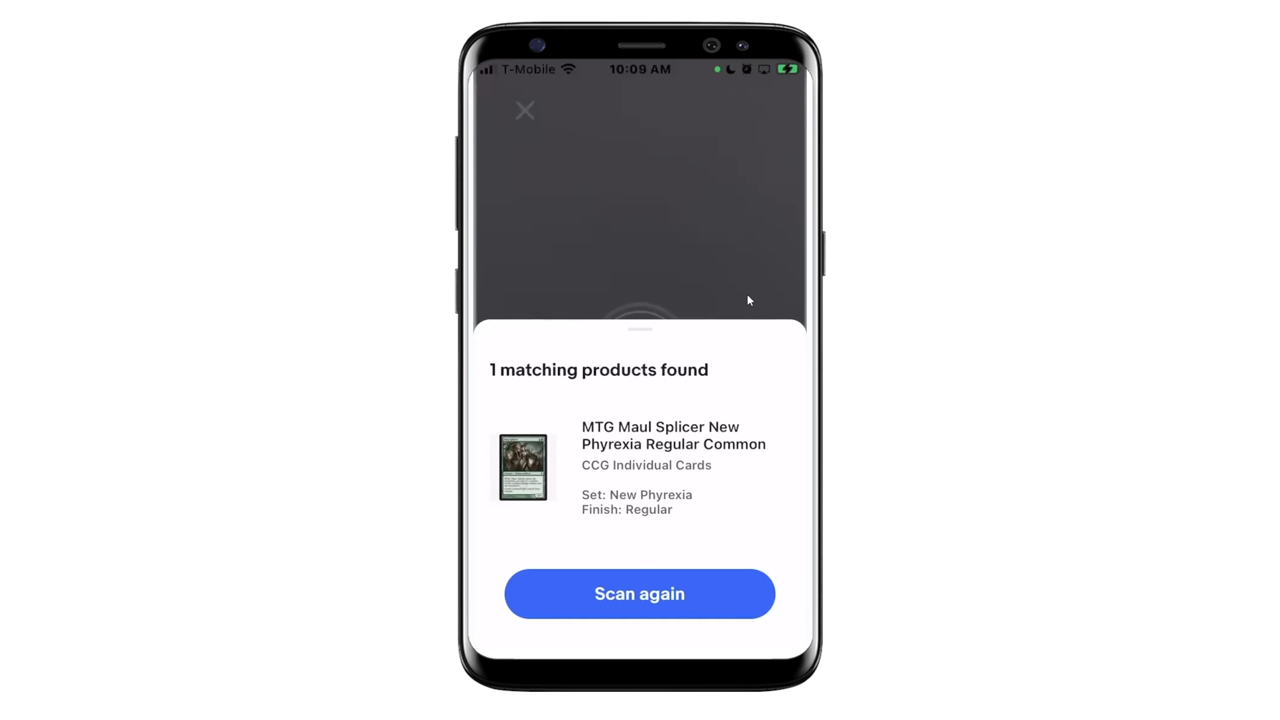 T-Mobile 10:09 AM
1 matching products found
MTG Maul Splicer New
Phyrexia Regular Common
CCG Individual Cards
Set: New Phyrexia
Finish: Regular
Scan again